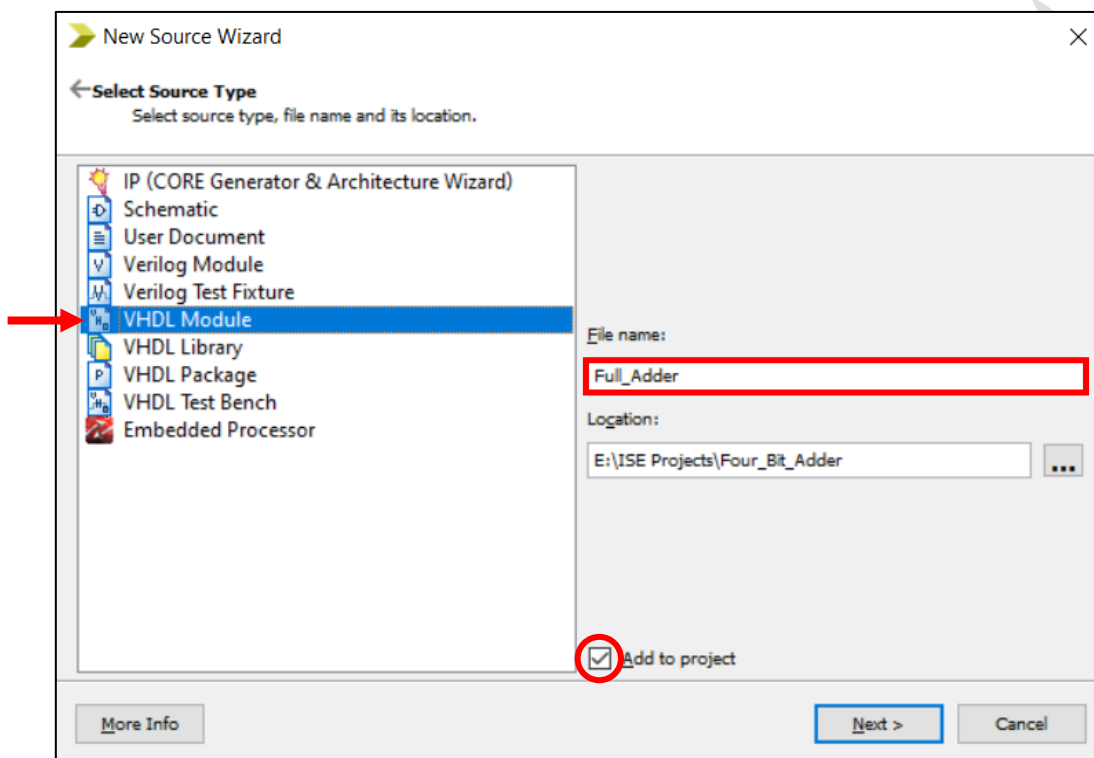 New Source Wizard
Select Source Type
Select source type, file name and its location.
IP (CORE Generator & Architecture Wizard)
Schematic
User Document
Verilog Module
Verilog Test Fixture
VHDL Module
VHDL Library
VHDL Package
VHDL Test Bench
Embedded Processor
File name:
Full_Adder
Location:
E:\ISE Projects\Four_Bit_Adder
...
Add to project
More Info
Next >
Cancel